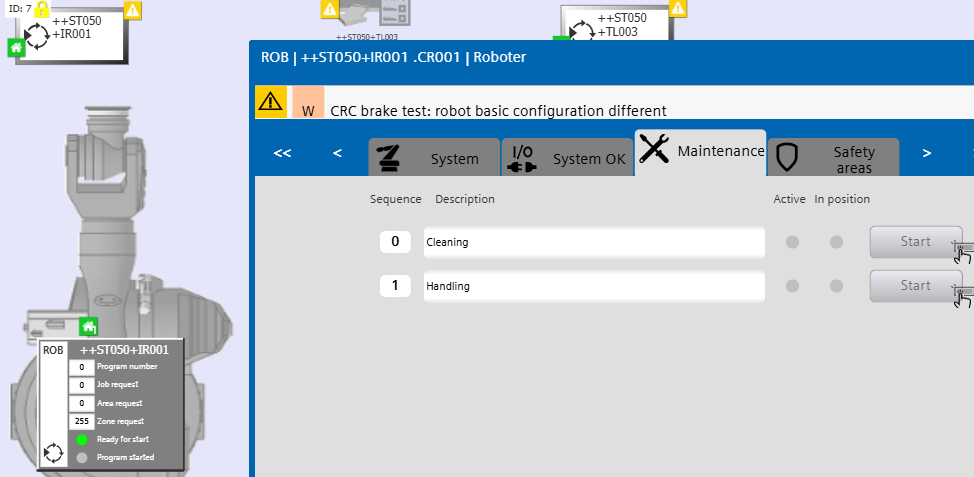 ID: 7
++ST050
+IR001
++ST050+TL003
++ST050
+TL003
ROB | ++ST050+IR001 .CR001 | Roboter
W CRC brake test: robot basic configuration different
<< < System I/O System OK Maintenance Safety areas >
Sequence Description Active In position
0 Cleaning Start
1 Handling Start
ROB ++ST050+IR001
0 Program number
0 Job request
0 Area request
255 Zone request
Ready for start
Program started